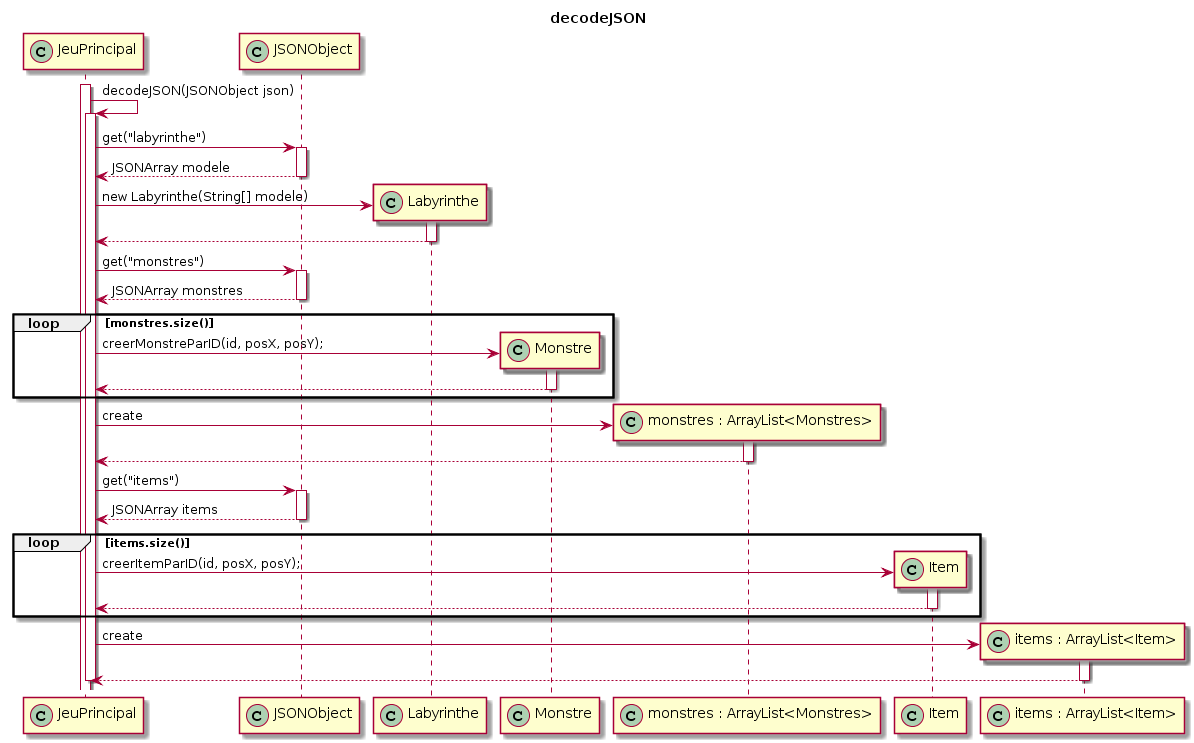 decodeJSON
C JeuPrincipal
C JSONObject
decodeJSON(JSONObject json)
get("labyrinthe")
JSONArray modele
new Labyrinthe(String[] modele)
C Labyrinthe
get("monstres")
JSONArray monstres
loop [monstres.size()]
creerMonstreParID(id, posX, posY);
C Monstre
create
C monstres : ArrayList<Monstres>
get("items")
JSONArray items
loop [items.size()]
creerItemParID(id, posX, posY);
C Item
create
C items : ArrayList<Item>
C JeuPrincipal
C JSONObject
C Labyrinthe
C Monstre
C monstres : ArrayList<Monstres>
C Item
C items : ArrayList<Item>